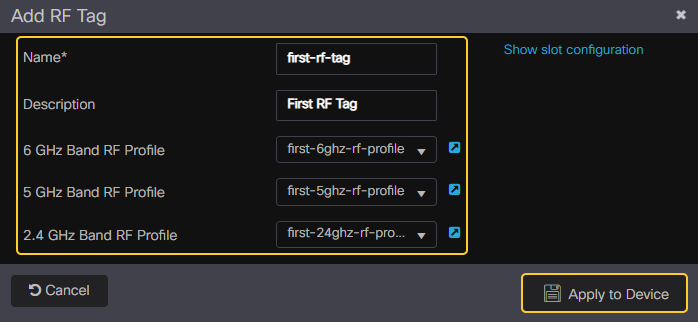 Add RF Tag
Name* first-rf-tag Show slot configuration
Description First RF Tag
6 GHz Band RF Profile first-6ghz-rf-profile
5 GHz Band RF Profile first-5ghz-rf-profile
2.4 GHz Band RF Profile first-24ghz-rf-pro...
Cancel Apply to Device